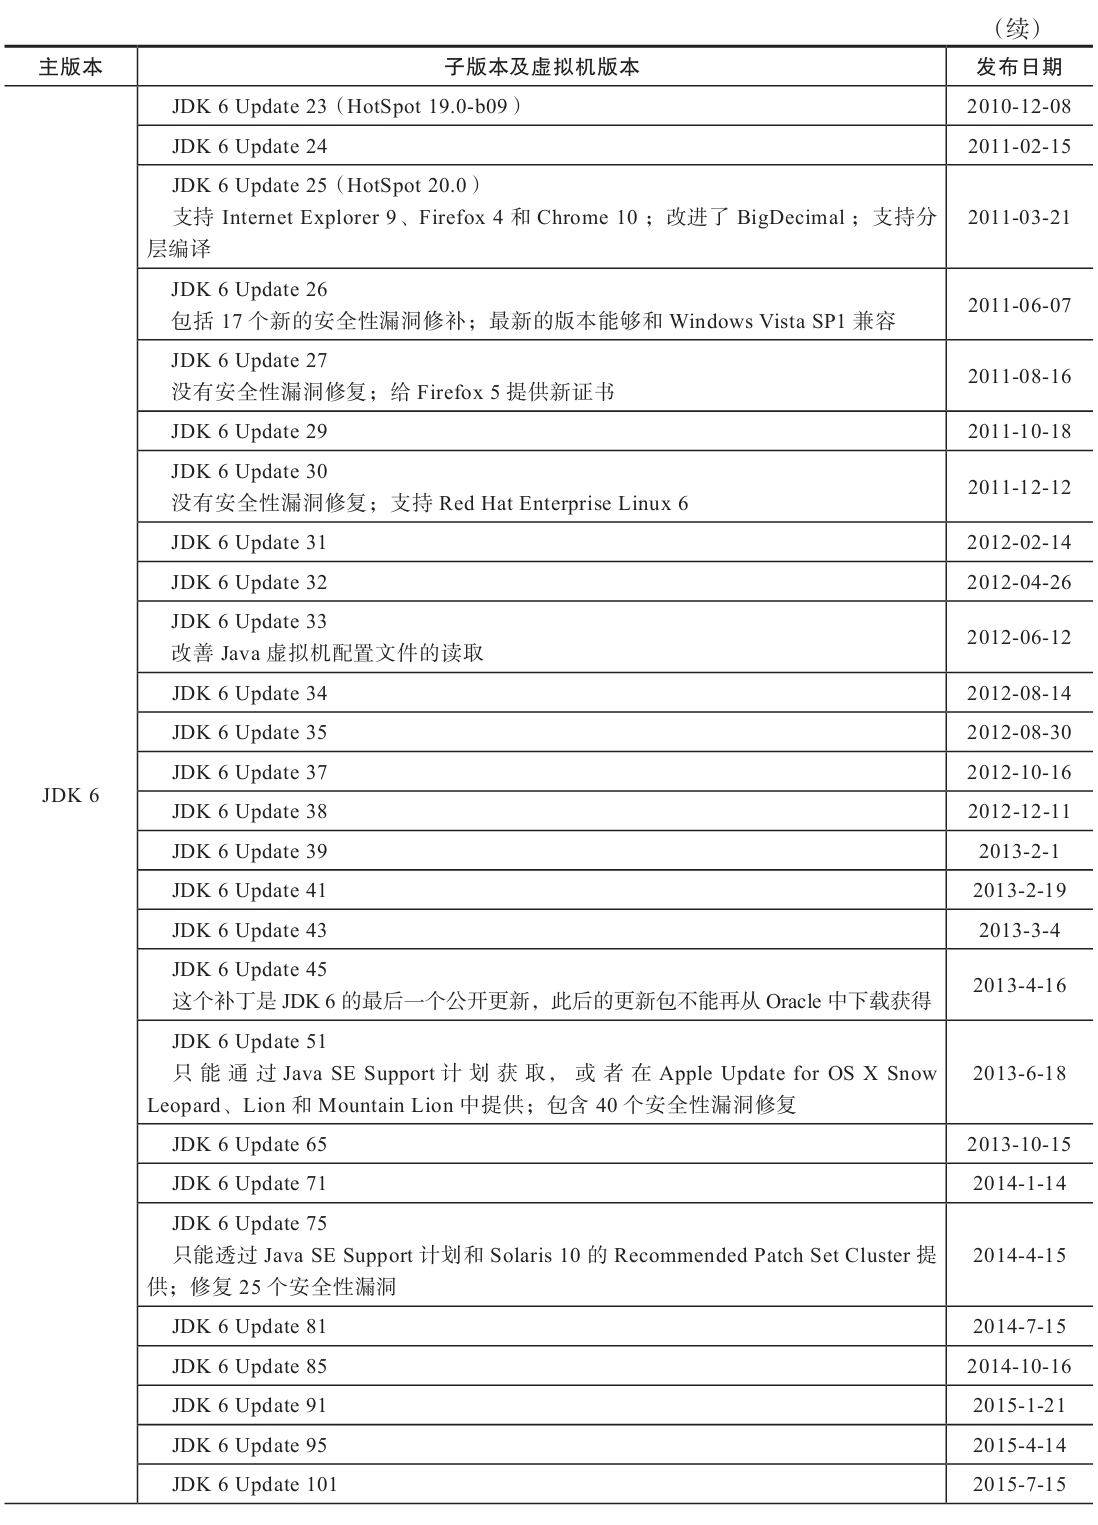 （续）
主版本 子版本及虚拟机版本 发布日期
JDK 6 Update 23（HotSpot 19.0-b09） 2010-12-08
JDK 6 Update 24 2011-02-15
JDK 6 Update 25（HotSpot 20.0）
支持 Internet Explorer 9、Firefox 4 和 Chrome 10；改进了 BigDecimal；支持分 2011-03-21
层编译
JDK 6 Update 26
2011-06-07
包括 17 个新的安全性漏洞修补；最新的版本能够和 Windows Vista SP1 兼容
JDK 6 Update 27
2011-08-16
没有安全性漏洞修复；给 Firefox 5 提供新证书
JDK 6 Update 29 2011-10-18
JDK 6 Update 30
2011-12-12
没有安全性漏洞修复；支持 Red Hat Enterprise Linux 6
JDK 6 Update 31 2012-02-14
JDK 6 Update 32 2012-04-26
JDK 6 Update 33
2012-06-12
改善 Java 虚拟机配置文件的读取
JDK 6 Update 34 2012-08-14
JDK 6 Update 35 2012-08-30
JDK 6 Update 37 2012-10-16
JDK 6
JDK 6 Update 38 2012-12-11
JDK 6 Update 39 2013-2-1
JDK 6 Update 41 2013-2-19
JDK 6 Update 43 2013-3-4
JDK 6 Update 45
2013-4-16
这个补丁是 JDK 6 的最后一个公开更新，此后的更新包不能再从 Oracle 中下载获得
JDK 6 Update 51
只能通过 Java SE Support 计划获取，或者在 Apple Update for OS X Snow 2013-6-18
Leopard、Lion 和 Mountain Lion 中提供；包含 40 个安全性漏洞修复
JDK 6 Update 65 2013-10-15
JDK 6 Update 71 2014-1-14
JDK 6 Update 75
只能透过 Java SE Support 计划和 Solaris 10 的 Recommended Patch Set Cluster 提 2014-4-15
供；修复 25 个安全性漏洞
JDK 6 Update 81 2014-7-15
JDK 6 Update 85 2014-10-16
JDK 6 Update 91 2015-1-21
JDK 6 Update 95 2015-4-14
JDK 6 Update 101 2015-7-15